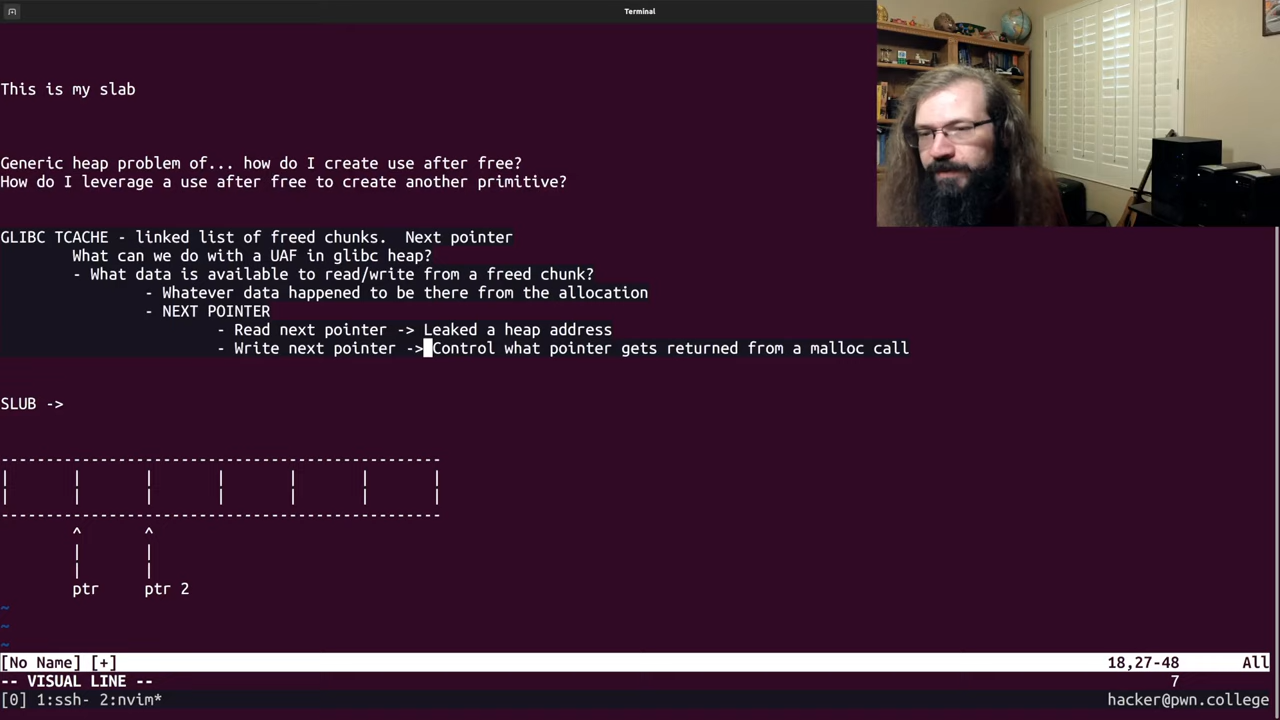 Terminal
This is my slab
Generic heap problem of... how do I create use after free?
How do I leverage a use after free to create another primitive?
GLIBC TCACHE - linked list of freed chunks.  Next pointer
What can we do with a UAF in glibc heap?
- What data is available to read/write from a freed chunk?
- Whatever data happened to be there from the allocation
- NEXT POINTER
- Read next pointer -> Leaked a heap address
- Write next pointer -> Control what pointer gets returned from a malloc call
SLUB ->
-------------------------------------------------
|       |       |       |       |       |       |
|       |       |       |       |       |       |
-------------------------------------------------
^       ^
|       |
|       |
ptr     ptr 2
~
~
~
[No Name] [+] 18,27-48 All
-- VISUAL LINE -- 7
[0] 1:ssh- 2:nvim* hacker@pwn.college